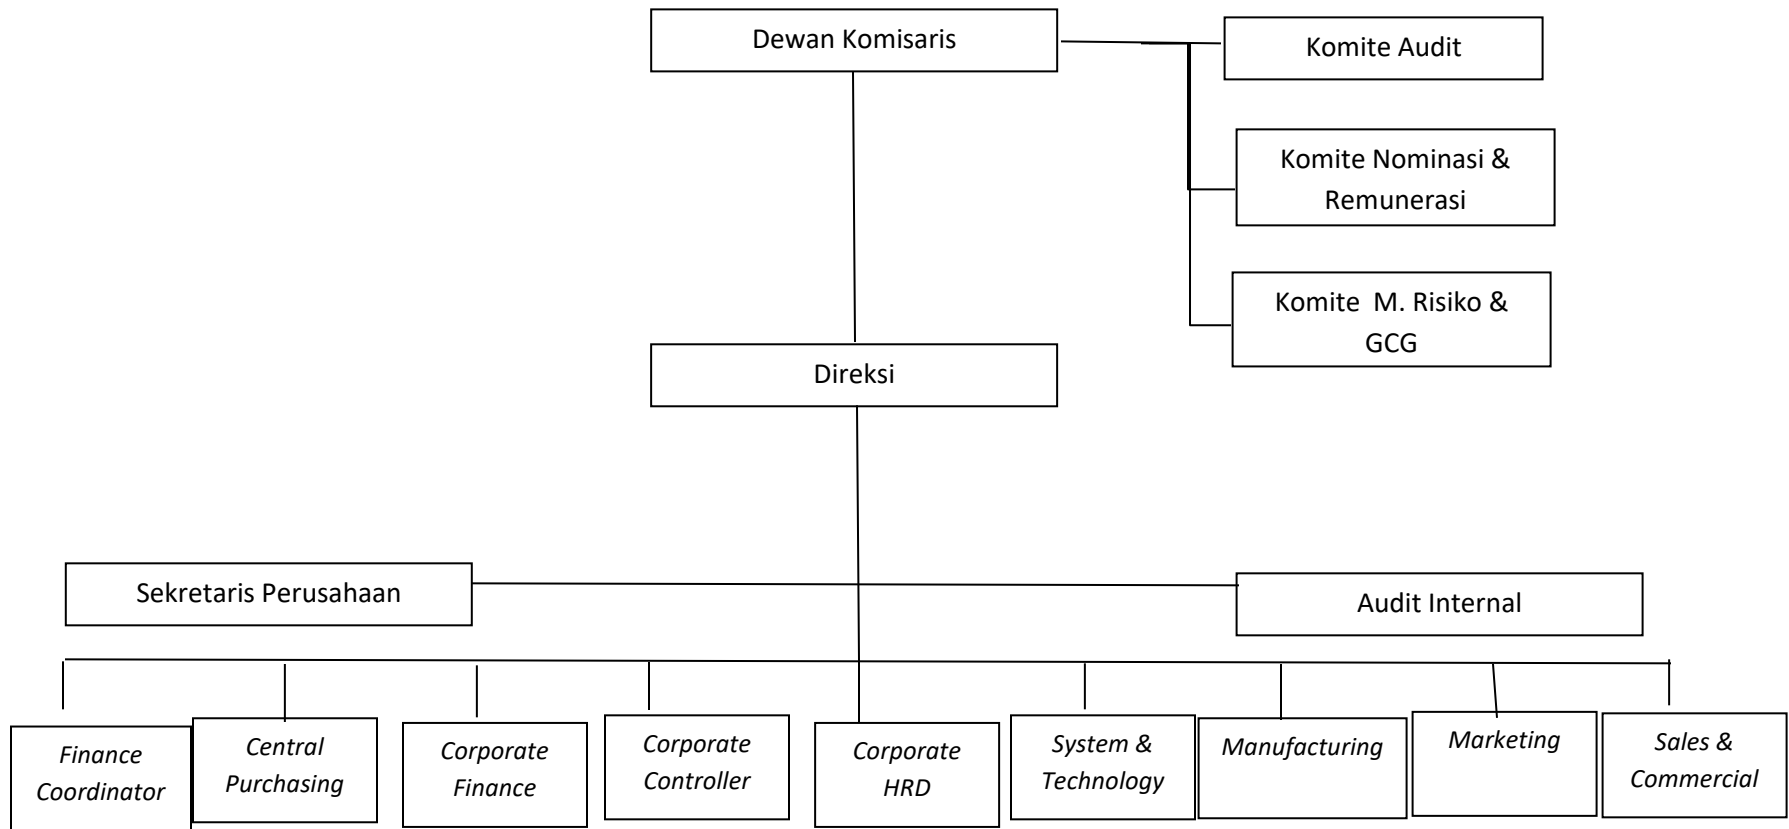 Dewan Komisaris
Komite Audit
Komite Nominasi &
Remunerasi
Komite M. Risiko &
GCG
Direksi
Sekretaris Perusahaan
Audit Internal
Finance
Coordinator
Central
Purchasing
Corporate
Finance
Corporate
Controller
Corporate
HRD
System &
Technology
Manufacturing
Marketing
Sales &
Commercial